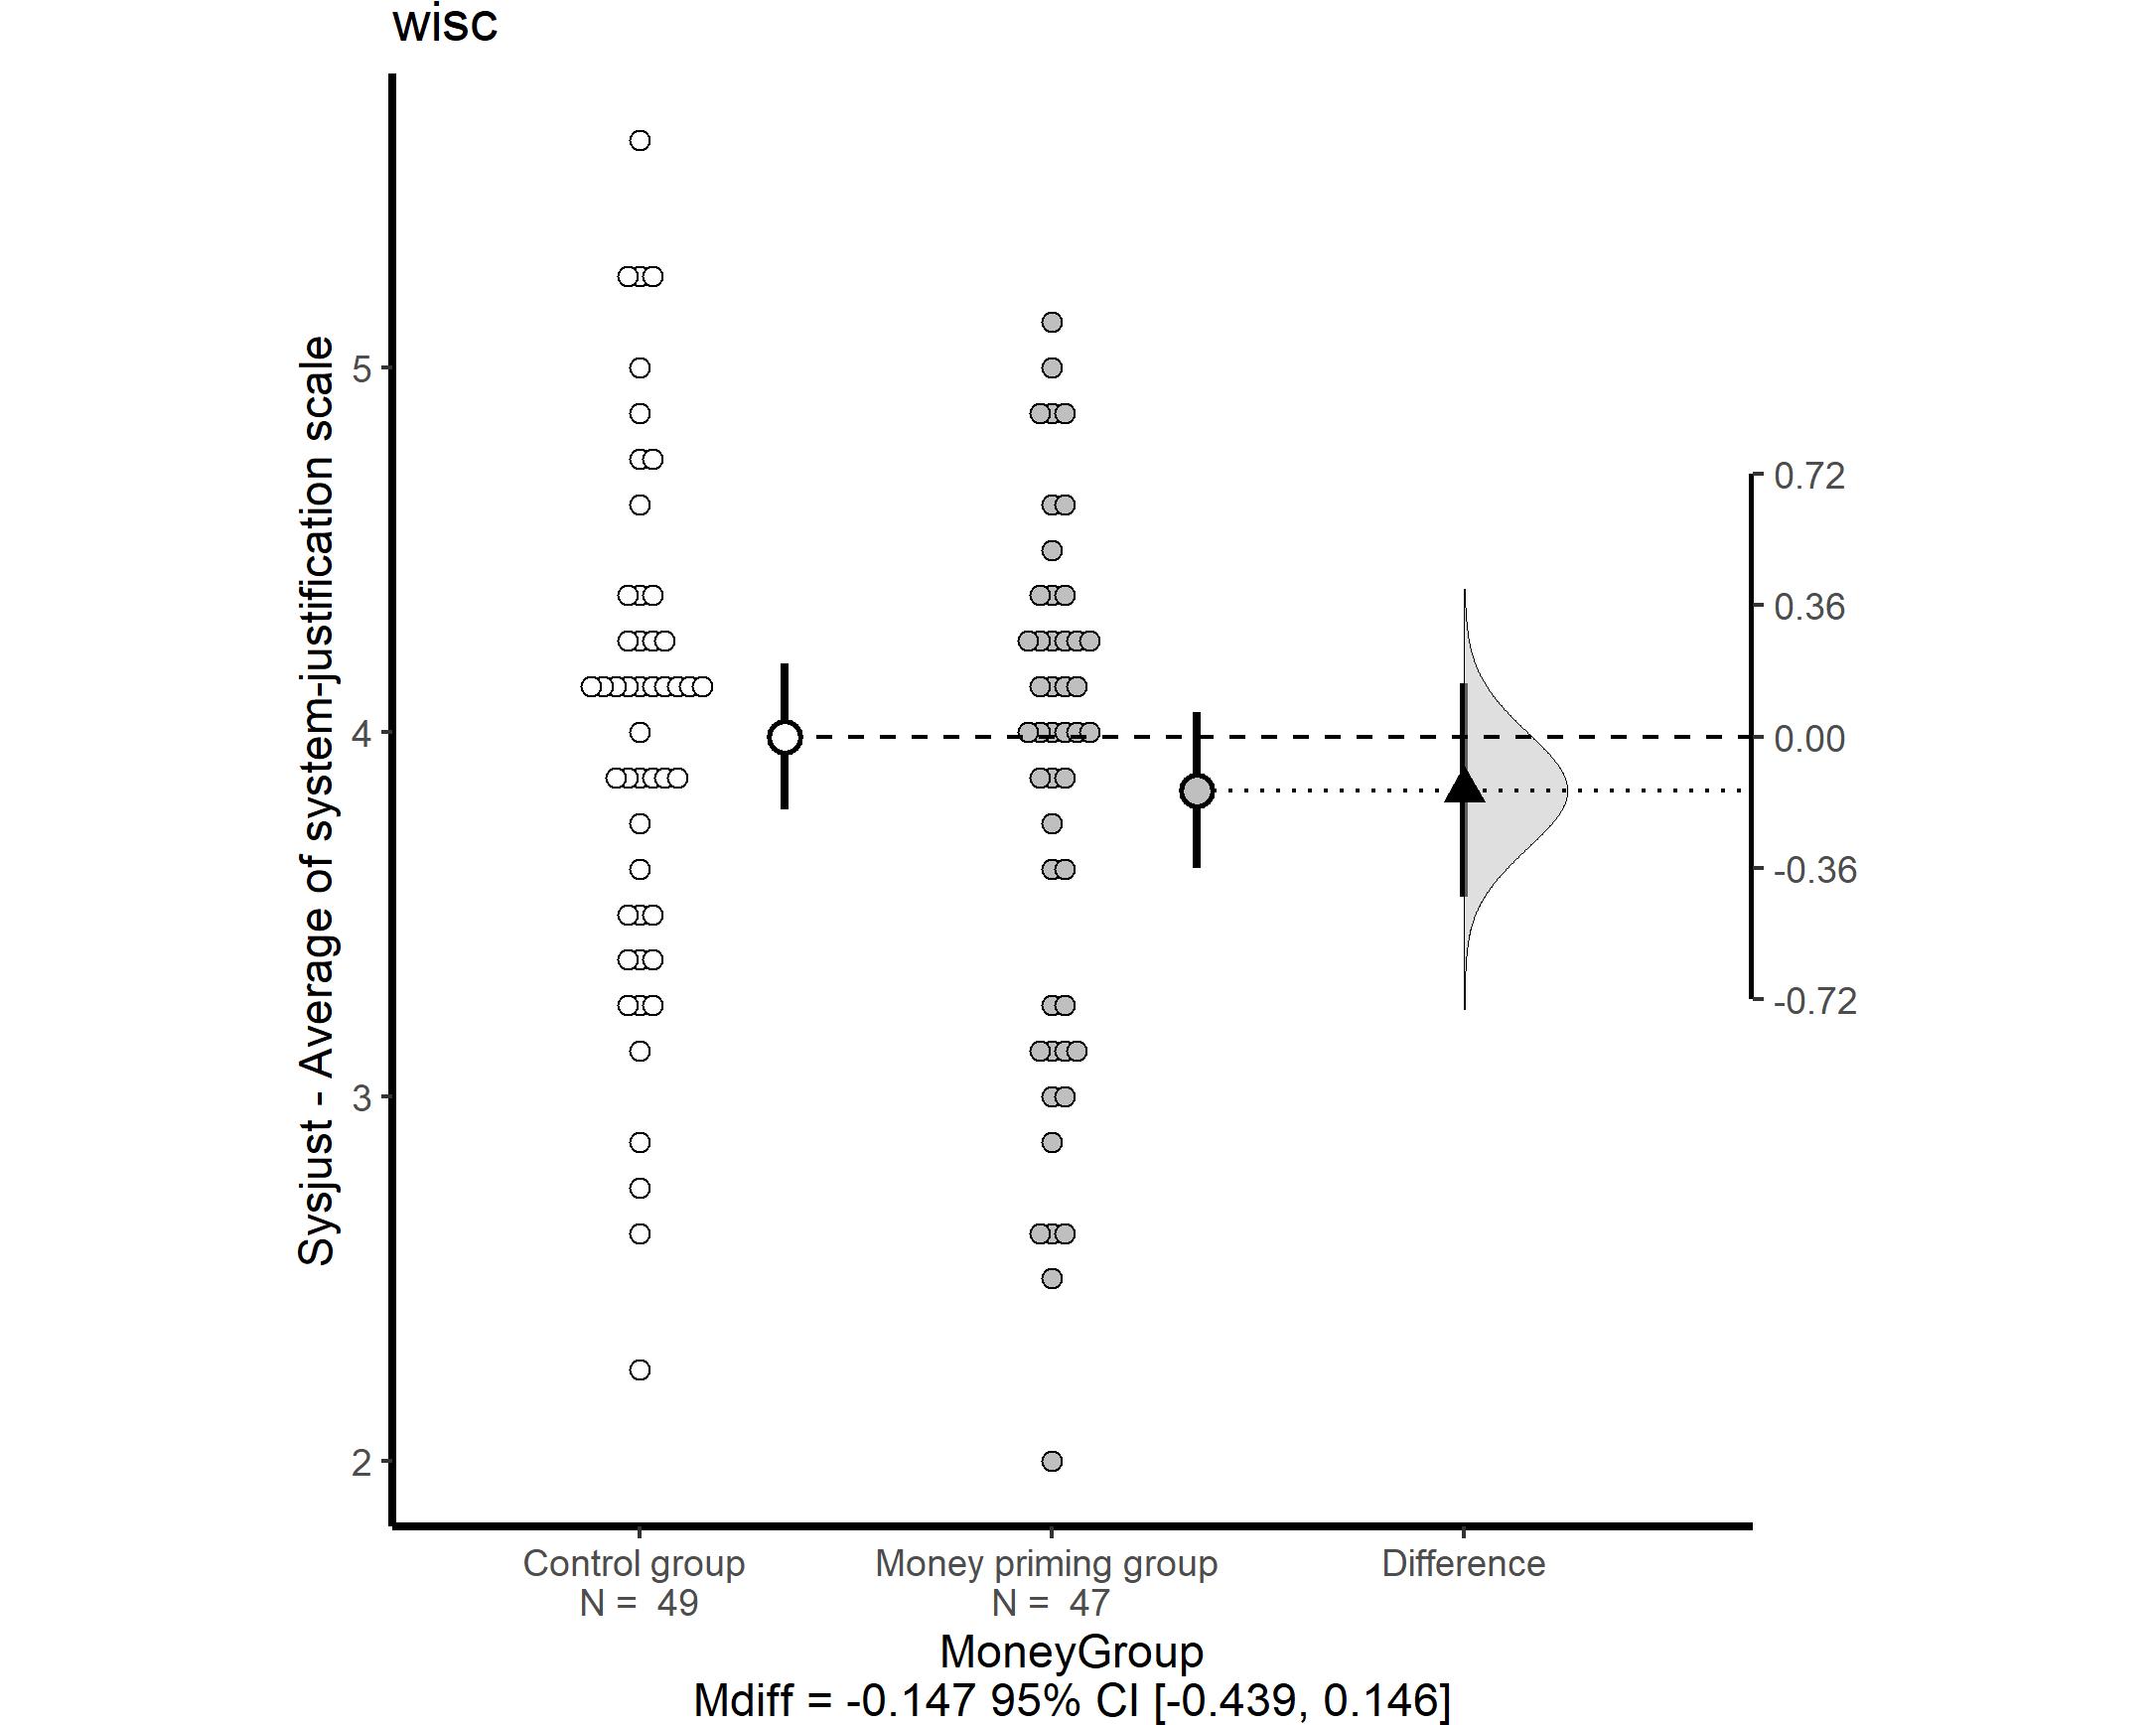 wisc
Sysjust - Average of system-justification scale
5
4
3
2
0.72
0.36
0.00
-0.36
-0.72
Control group
N =  49
Money priming group
N =  47
Difference
MoneyGroup
Mdiff = -0.147 95% CI [-0.439, 0.146]